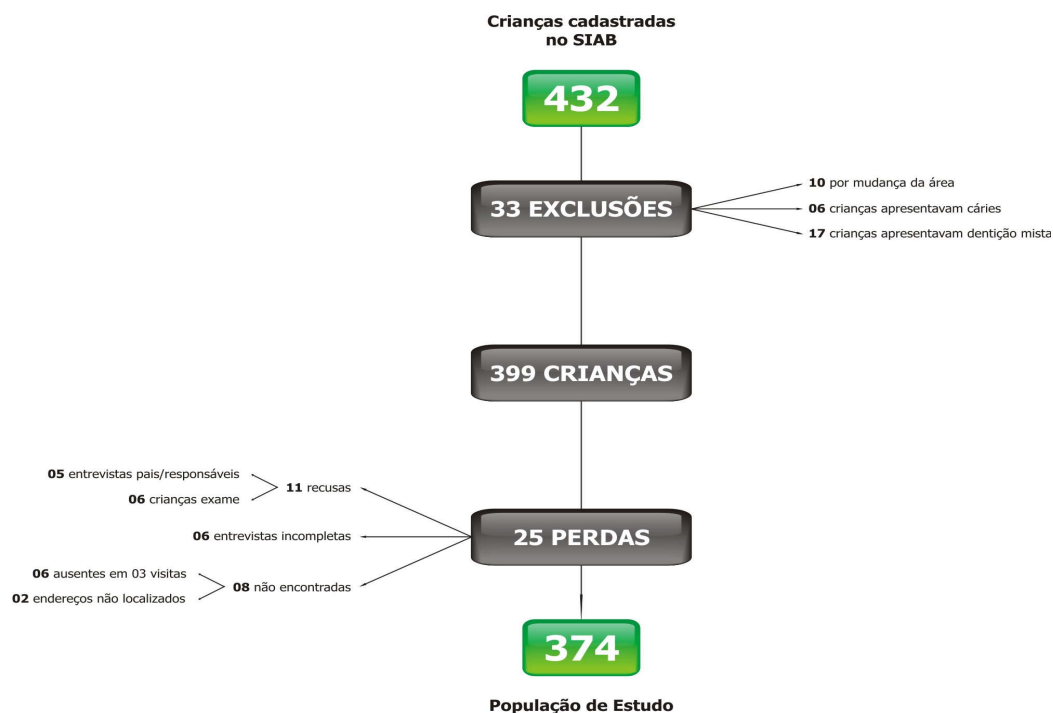 Crianças cadastradas
no SIAB
432
33 EXCLUSÕES
10 por mudança da área
06 crianças apresentavam cáries
17 crianças apresentavam dentição mista
399 CRIANÇAS
05 entrevistas pais/responsáveis
06 crianças exame
11 recusas
25 PERDAS
06 entrevistas incompletas
06 ausentes em 03 visitas
02 endereços não localizados
08 não encontradas
374
População de Estudo